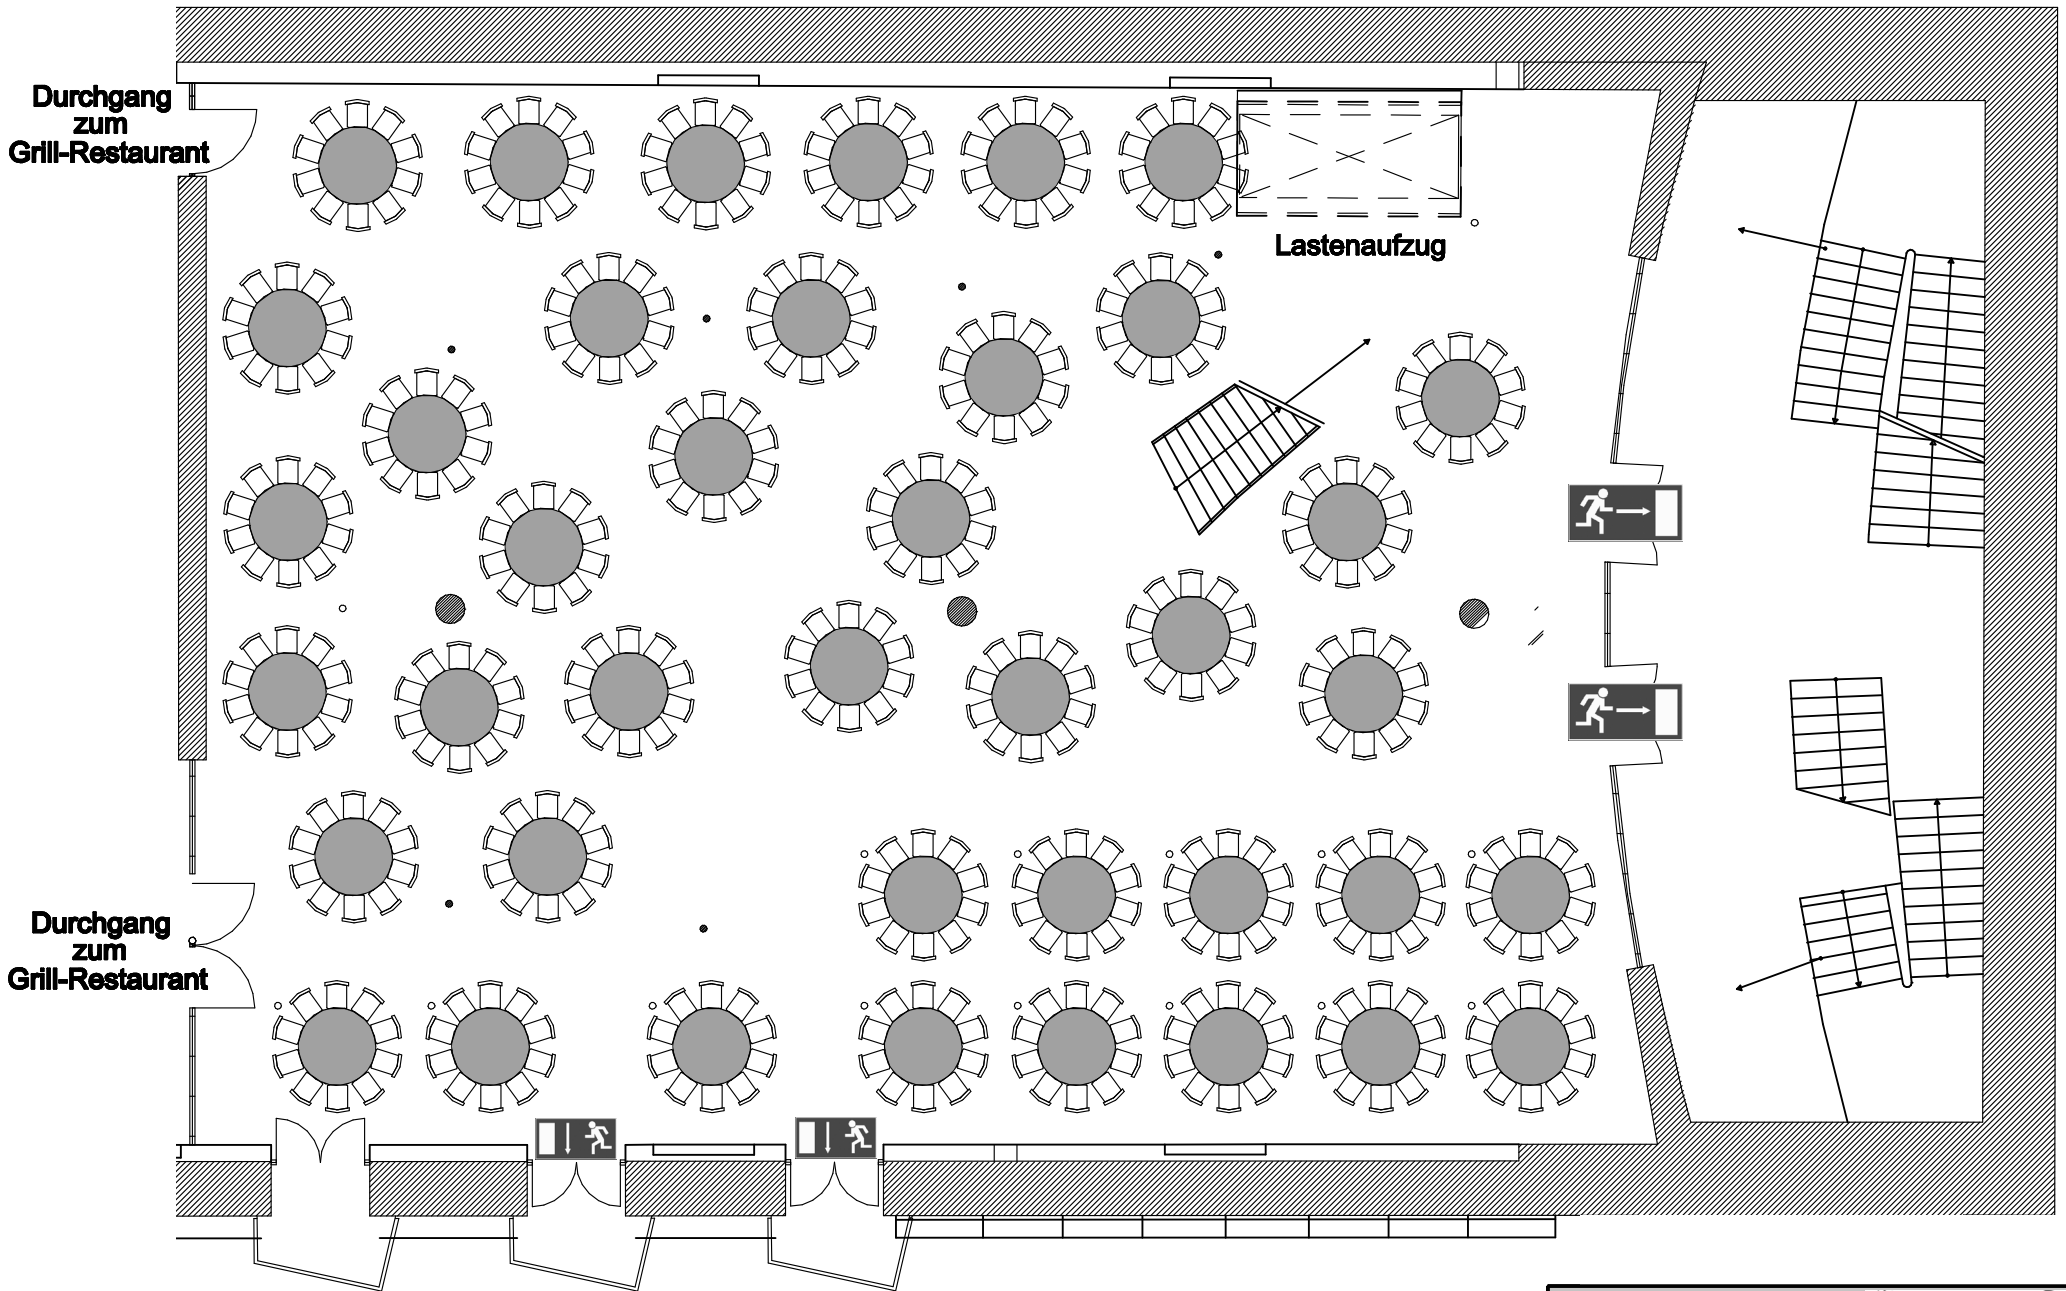 Durchgang
zum
Grill-Restaurant
Lastenaufzug
Durchgang
zum
Grill-Restaurant